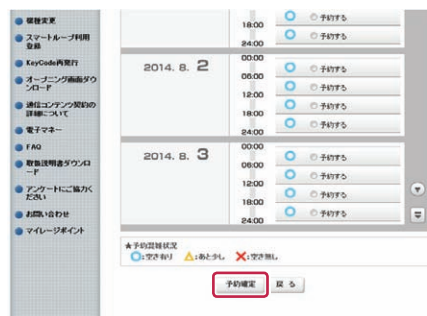 機種変更
スマートループ利用
登録
KeyCode再発行
オープニング画面ダウ
ンロード
通信コンテンツ契約の
詳細について
電子マネー
FAQ
取扱説明書ダウンロ
ード
アンケートにご協力く
ださい
お問い合わせ
マイレージポイント
18:00
24:00
予約する
予約する
2014. 8. 2
00:00
06:00
12:00
18:00
24:00
予約する
予約する
予約する
予約する
2014. 8. 3
00:00
06:00
12:00
18:00
24:00
予約する
予約する
予約する
予約する
★予約混雑状況
○:空き有り △:あと少し ×:空き無し
予約確定 戻 る